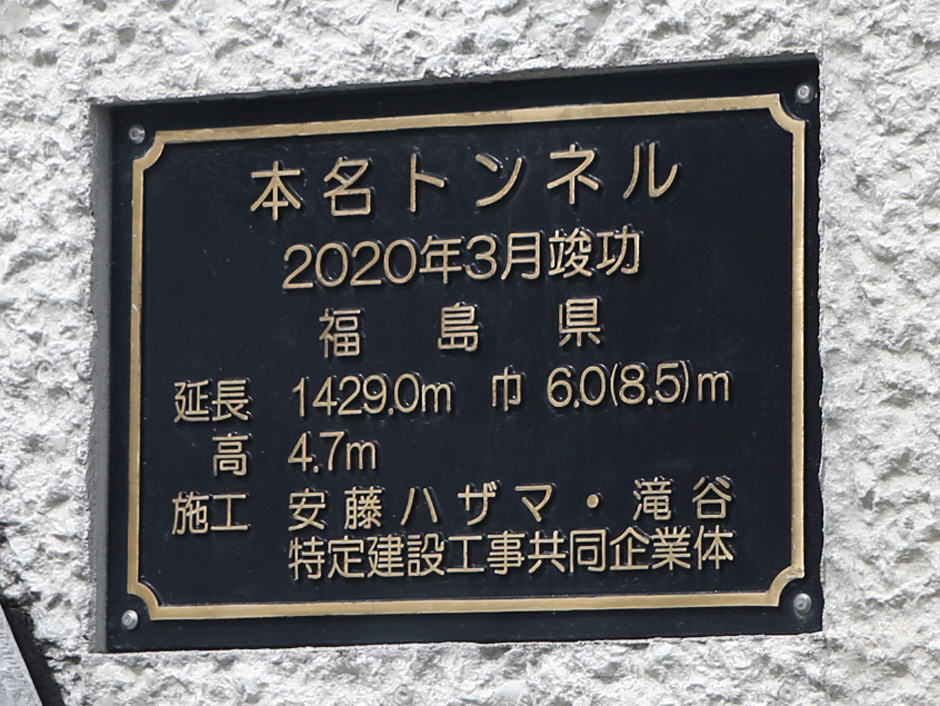 本名トンネル
2020年3月竣功
福島県
延長 1429.0m 巾 6.0(8.5)m
高 4.7m
施工 安藤ハザマ・滝谷
特定建設工事共同企業体